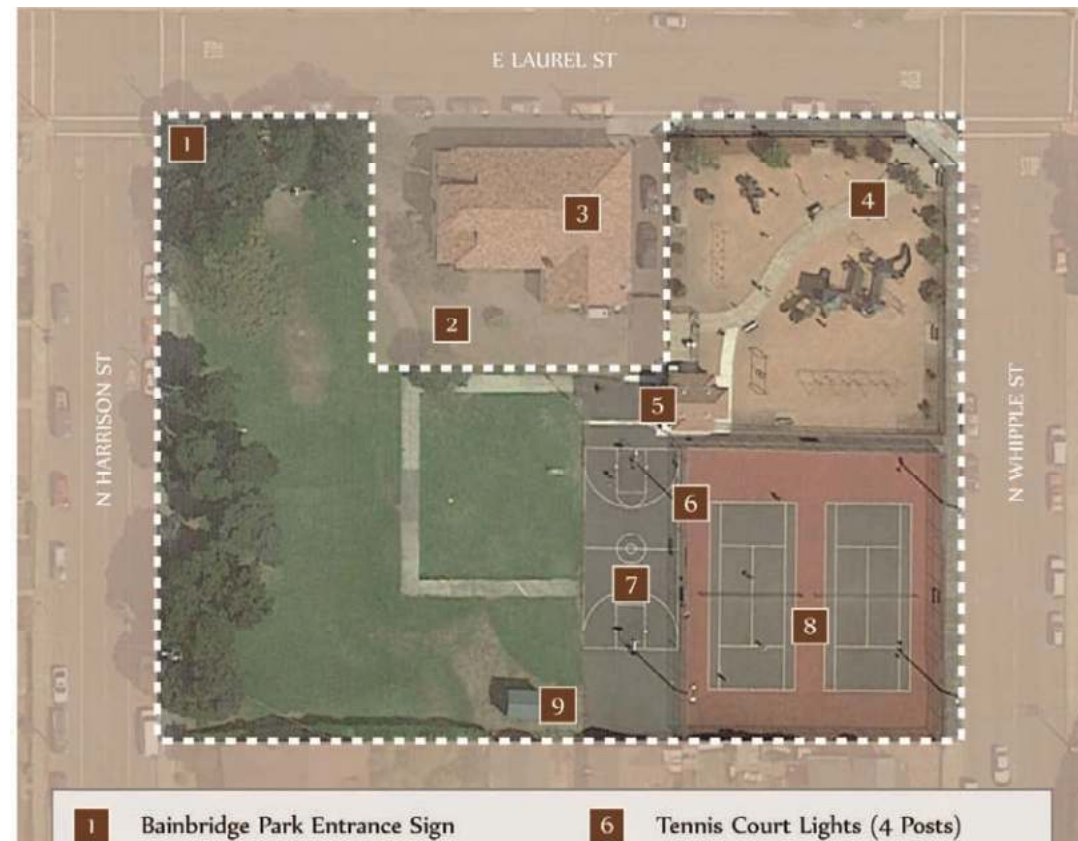 E LAUREL ST
1
3
4
2
N HARRISON ST
N WHIPPLE ST
5
6
7
8
9
1 Bainbridge Park Entrance Sign
6 Tennis Court Lights (4 Posts)